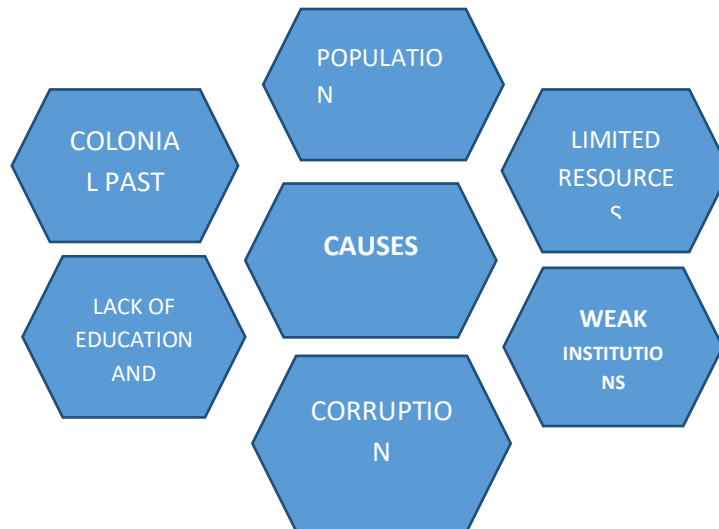 POPULATIO
N
COLONIA
L PAST
LIMITED
RESOURCE
S
CAUSES
LACK OF
EDUCATION
AND
WEAK
INSTITUTIO
NS
CORRUPTIO
N